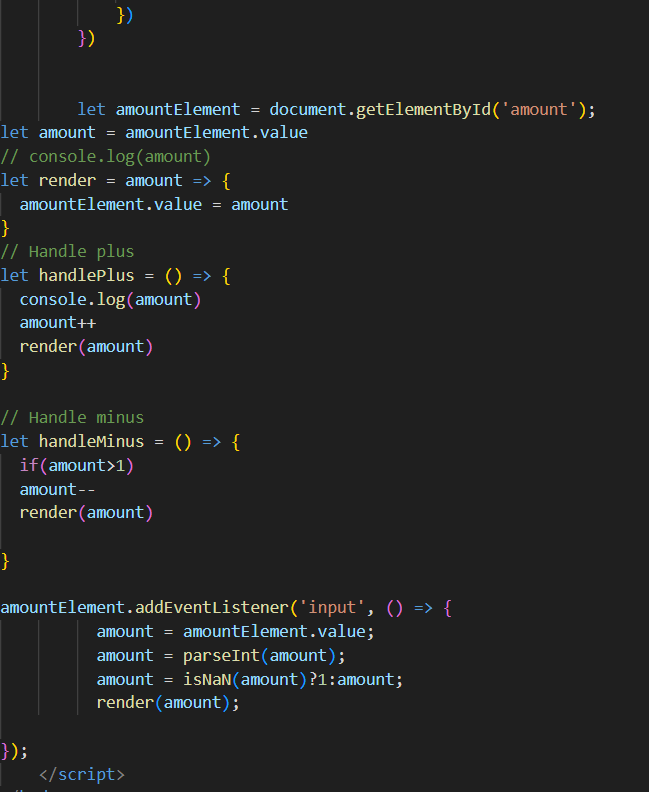 })
})
let amountElement = document.getElementById('amount');
let amount = amountElement.value
// console.log(amount)
let render = amount => {
amountElement.value = amount
}
// Handle plus
let handlePlus = () => {
console.log(amount)
amount++
render(amount)
}
// Handle minus
let handleMinus = () => {
if(amount>1)
amount--
render(amount)
}
amountElement.addEventListener('input', () => {
amount = amountElement.value;
amount = parseInt(amount);
amount = isNaN(amount)?1:amount;
render(amount);
});
</script>